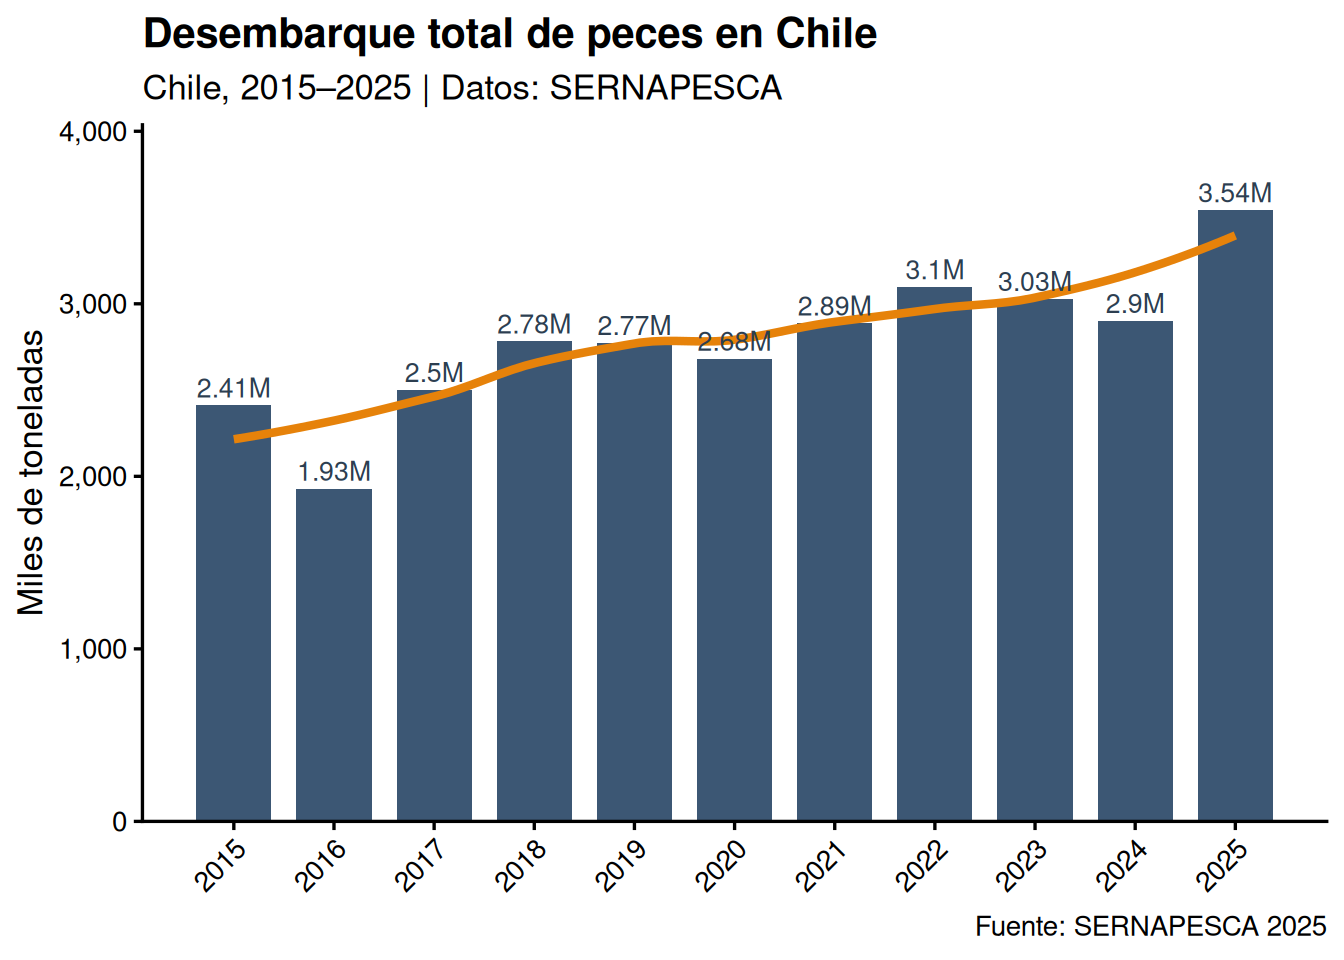 Desembarque total de peces en Chile
Chile, 2015–2025 | Datos: SERNAPESCA
Miles de toneladas
4,000
3,000
2,000
1,000
0
2.41M
1.93M
2.5M
2.78M
2.77M
2.68M
2.89M
3.1M
3.03M
2.9M
3.54M
2015
2016
2017
2018
2019
2020
2021
2022
2023
2024
2025
Fuente: SERNAPESCA 2025